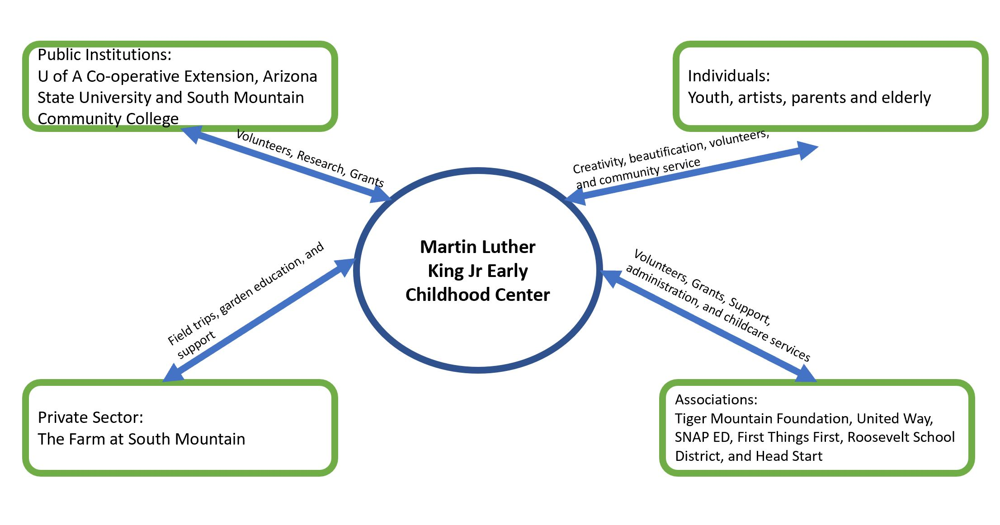 Public Institutions:
U of A Co-operative Extension, Arizona
State University and South Mountain
Community College
Individuals:
Youth, artists, parents and elderly
Volunteers, Research, Grants
Creativity, beautification, volunteers,
and community service
Martin Luther
King Jr Early
Childhood Center
Field trips, garden education, and
support
Volunteers, Grants, Support,
administration, and childcare services
Private Sector:
The Farm at South Mountain
Associations:
Tiger Mountain Foundation, United Way,
SNAP ED, First Things First, Roosevelt School
District, and Head Start